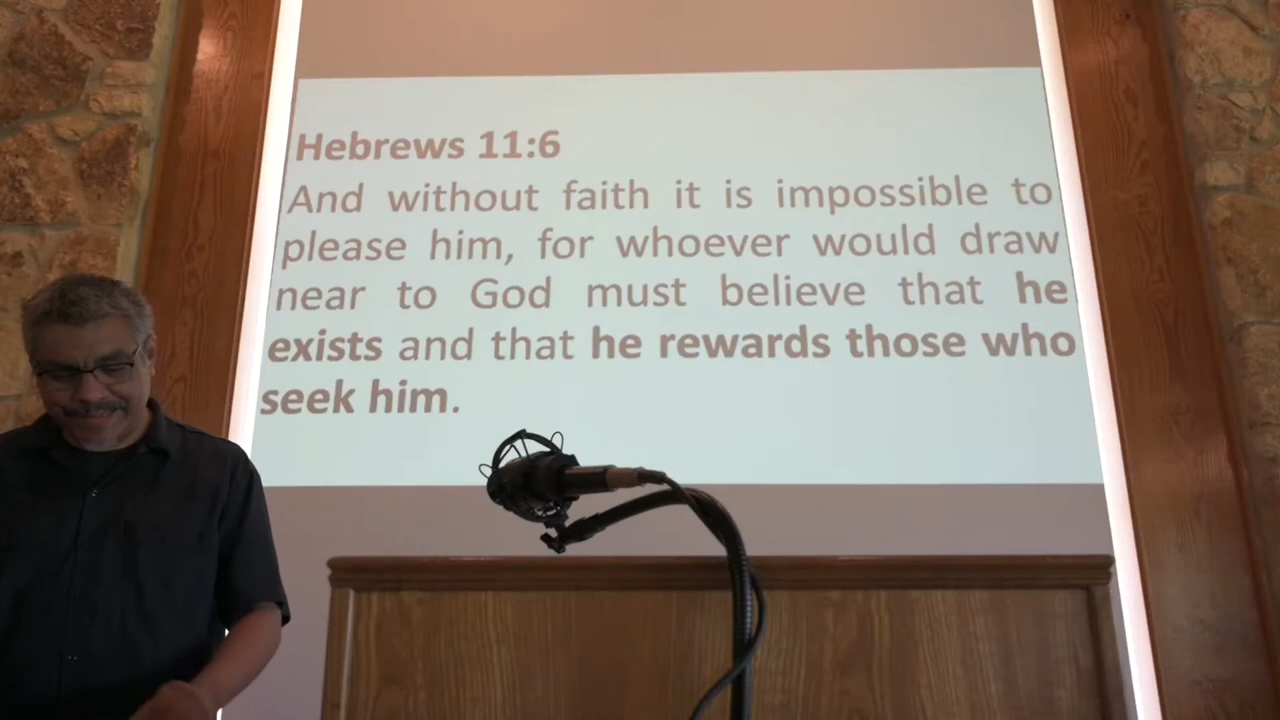 Hebrews 11:6
And without faith it is impossible to
please him, for whoever would draw
near to God must believe that he
exists and that he rewards those who
seek him.